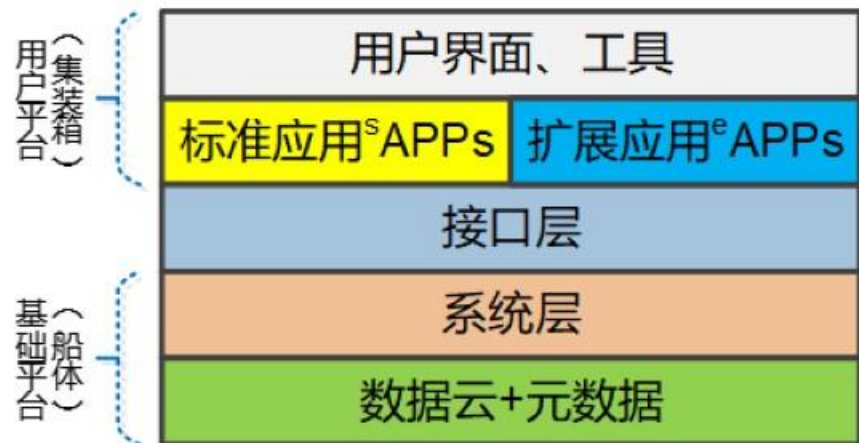 用户平台
（集装箱）
用户界面、工具
标准应用sAPPs
扩展应用eAPPs
接口层
基础平台
（船体）
系统层
数据云+元数据